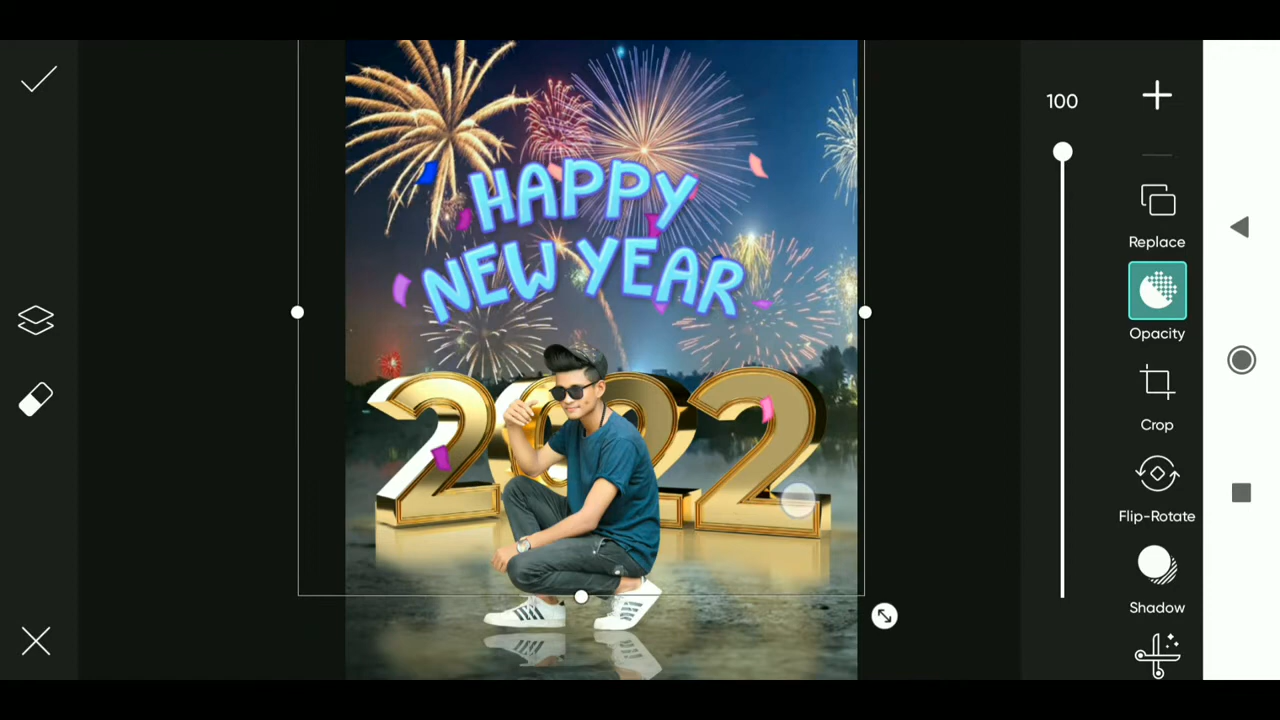 100
HAPPY
NEW YEAR
2022
Replace
Opacity
Crop
Flip-Rotate
Shadow